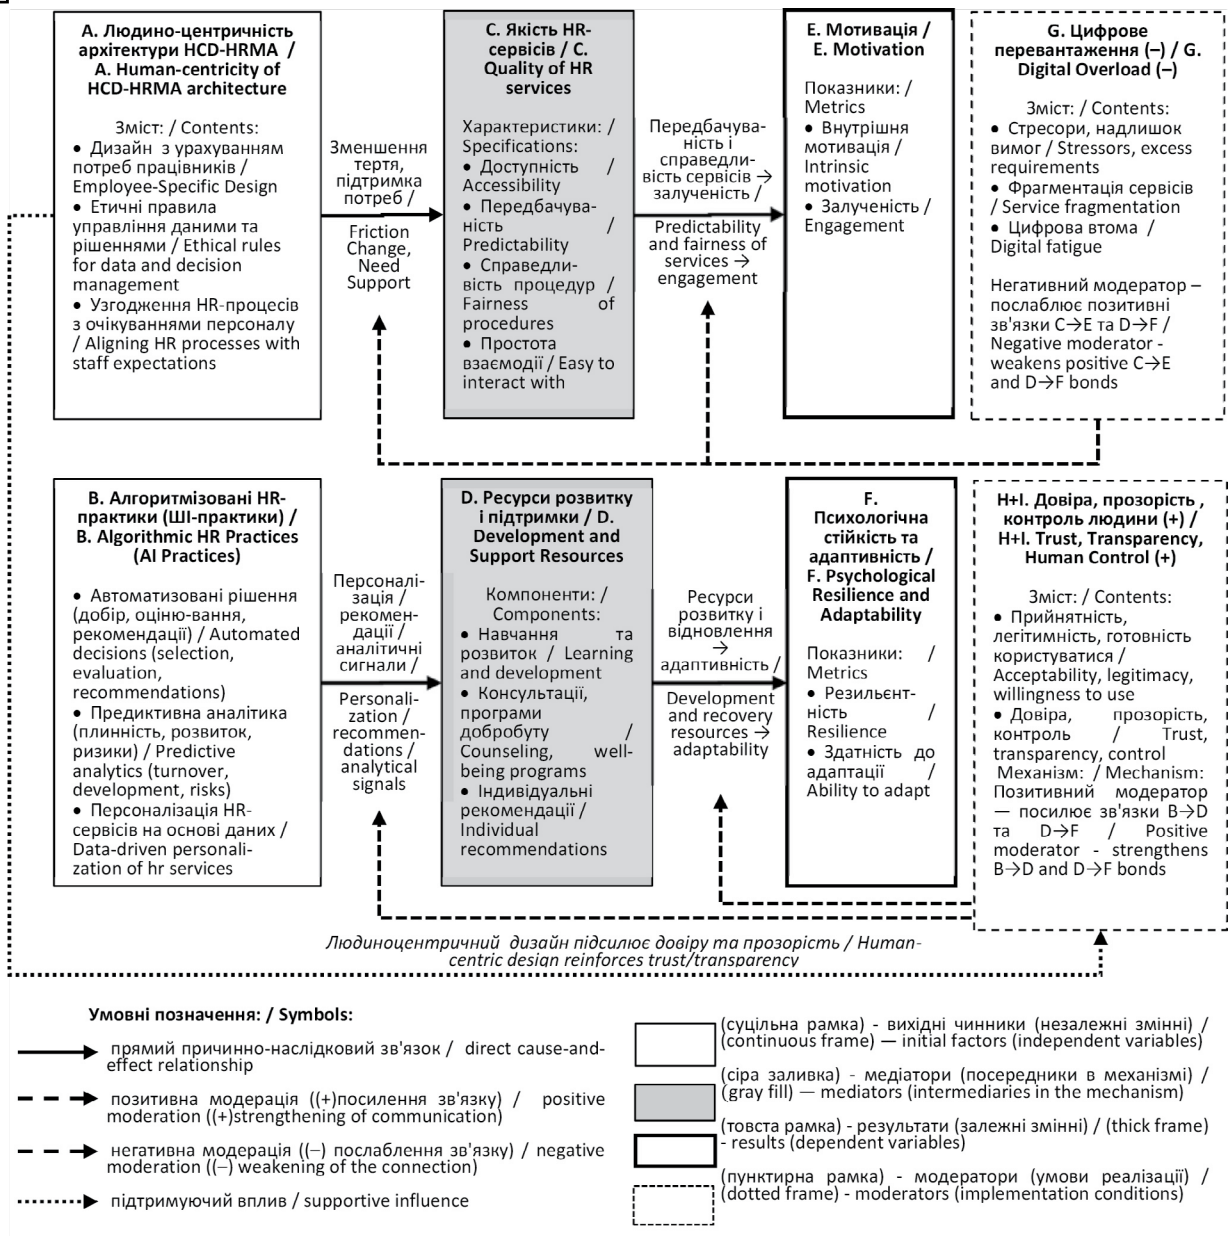 А. Людино-центричність
архітектури HCD-HRMA /
A. Human-centricity of
HCD-HRMA architecture
Зміст: / Contents:
• Дизайн з урахуванням
потреб працівників /
Employee-Specific Design
• Етичні правила
управління даними та
рішеннями / Ethical rules
for data and decision
management
• Узгодження HR-процесів
з очікуваннями персоналу
/ Aligning HR processes with
staff expectations
Зменшення
тертя,
підтримка
потреб /
Friction
Change,
Need
Support
С. Якість HR-
сервісів / C.
Quality of HR
services
Характеристики: /
Specifications:
• Доступність /
Accessibility
• Передбачува-
ність /
Predictability
• Справедли-
вість процедур /
Fairness of
procedures
• Простота
взаємодії / Easy to
interact with
Передбачува-
ність і
справедли-
вість сервісів →
залученість /
Predictability
and fairness of
services →
engagement
Е. Мотивація /
E. Motivation
Показники: /
Metrics
• Внутрішня
мотивація /
Intrinsic
motivation
• Залученість /
Engagement
G. Цифрове
перевантаження (–) / G.
Digital Overload (–)
Зміст: / Contents:
• Стресори, надлишок
вимог / Stressors, excess
requirements
• Фрагментація сервісів
/ Service fragmentation
• Цифрова втома /
Digital fatigue
Негативний модератор –
послаблює позитивні
зв'язки C→E та D→F /
Negative moderator -
weakens positive C→E
and D→F bonds
В. Алгоритмізовані HR-
практики (ШІ-практики) /
B. Algorithmic HR Practices
(AI Practices)
• Автоматизовані рішення
(добір, оціню-вання,
рекомендації) / Automated
decisions (selection,
evaluation,
recommendations)
• Предиктивна аналітика
(плинність, розвиток,
ризики) / Predictive
analytics (turnover,
development, risks)
• Персоналізація HR-
сервісів на основі даних /
Data-driven personali-
zation of hr services
Персоналі-
зація /
рекомен-
дації /
аналітичні
сигнали /
Personali-
zation /
recommen-
dations /
analytical
signals
D. Ресурси розвитку
і підтримки / D.
Development and
Support Resources
Компоненти: /
Components:
• Навчання та
розвиток / Learning
and development
• Консультації,
програми
добробуту /
Counseling, well-
being programs
• Індивідуальні
рекомендації /
Individual
recommendations
Ресурси
розвитку і
відновлення
→
адаптивність /
Development
and recovery
resources →
adaptability
F.
Психологічна
стійкість та
адаптивність /
F. Psychological
Resilience and
Adaptability
Показники: /
Metrics
• Резильєнт-
ність /
Resilience
• Здатність до
адаптації /
Ability to adapt
H+I. Довіра, прозорість ,
контроль людини (+) /
H+I. Trust, Transparency,
Human Control (+)
Зміст: / Contents:
• Прийнятність,
легітимність, готовність
користуватися /
Acceptability, legitimacy,
willingness to use
• Довіра, прозорість,
контроль / Trust,
transparency, control
Механізм: / Mechanism:
Позитивний модератор
— посилює зв'язки B→D
та D→F / Positive
moderator - strengthens
B→D and D→F bonds
Людиноцентричний дизайн підсилює довіру та прозорість / Human-
centric design reinforces trust/transparency
Умовні позначення: / Symbols:
прямий причинно-наслідковий зв'язок / direct cause-and-
effect relationship
позитивна модерація ((+)посилення зв'язку) / positive
moderation ((+)strengthening of communication)
негативна модерація ((–) послаблення зв'язку) / negative
moderation ((–) weakening of the connection)
підтримуючий вплив / supportive influence
(суцільна рамка) - вихідні чинники (незалежні змінні) /
(continuous frame) — initial factors (independent variables)
(сіра заливка) - медіатори (посередники в механізмі) /
(gray fill) — mediators (intermediaries in the mechanism)
(товста рамка) - результати (залежні змінні) / (thick frame)
- results (dependent variables)
(пунктирна рамка) - модератори (умови реалізації) /
(dotted frame) - moderators (implementation conditions)